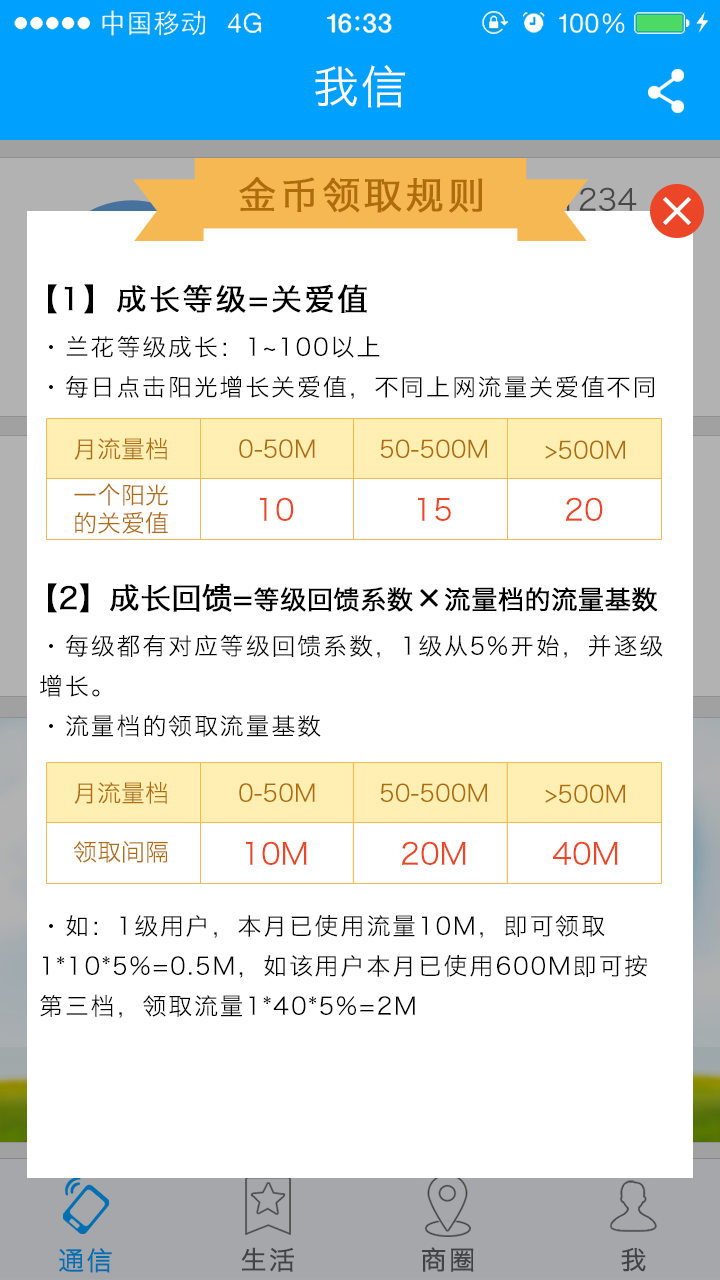 中国移动 4G 16:33 100%
我信
金币领取规则
1234
【1】成长等级=关爱值
·兰花等级成长：1~100以上
·每日点击阳光增长关爱值，不同上网流量关爱值不同
月流量档 0-50M 50-500M >500M
一个阳光
的关爱值 10 15 20
【2】成长回馈=等级回馈系数×流量档的流量基数
·每级都有对应等级回馈系数，1级从5%开始，并逐级
增长。
·流量档的领取流量基数
月流量档 0-50M 50-500M >500M
领取间隔 10M 20M 40M
·如：1级用户，本月已使用流量10M，即可领取
1*10*5%=0.5M，如该用户本月已使用600M即可按
第三档，领取流量1*40*5%=2M
通信 生活 商圈 我